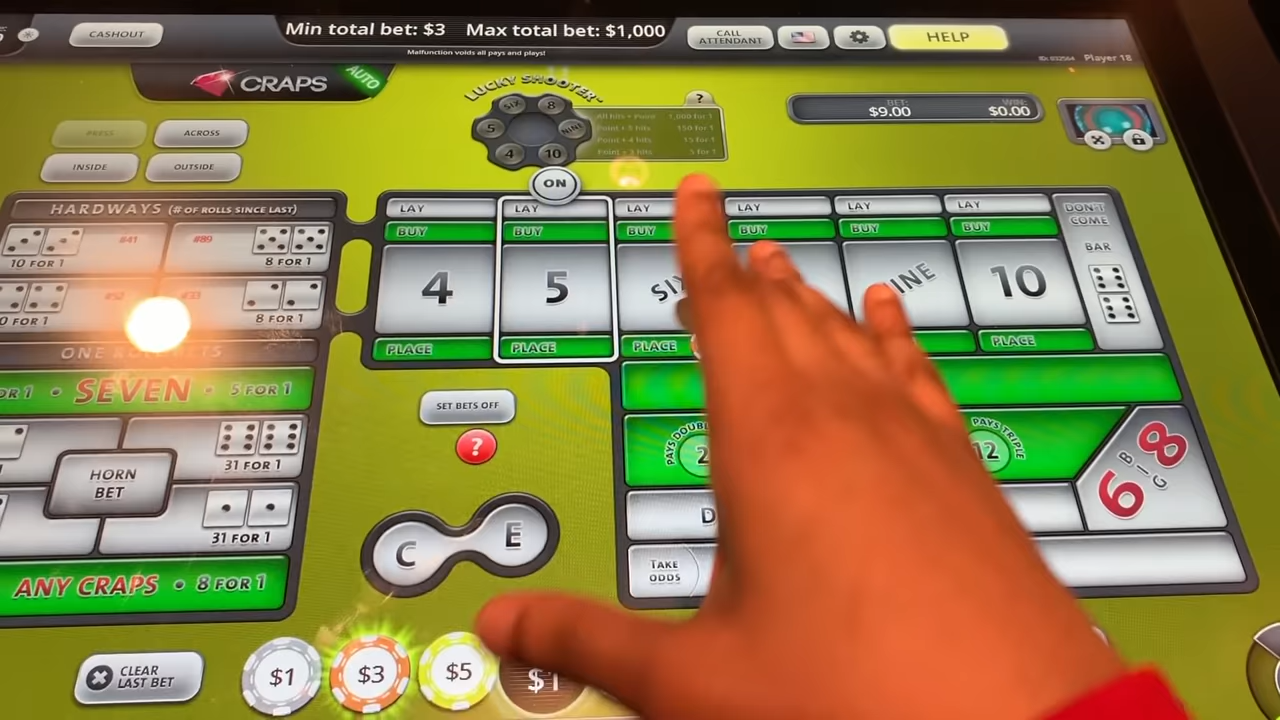 CASHOUT
Min total bet: $3 Max total bet: $1,000
Malfunction voids all pays and plays!
CALL ATTENDANT
HELP
Player 18
CRAPS AUTO
LUCKY SHOOTER
?
BET: WIN:
$9.00 $0.00
SIX 8
5 NINE
4 10
All hits + Point 1,000 for 1
Point + 5 hits 150 for 1
Point + 4 hits 15 for 1
Point + 3 hits 5 for 1
PRESS ACROSS
INSIDE OUTSIDE
ON
HARDWAYS (# OF ROLLS SINCE LAST)
#41 #89
10 FOR 1 8 FOR 1
FOR 1 8 FOR 1
SEVEN • 5 FOR 1
HORN BET
31 FOR 1
31 FOR 1
ANY CRAPS • 8 FOR 1
LAY LAY LAY LAY LAY LAY
BUY BUY BUY BUY BUY BUY
4 5 10
PLACE PLACE PLACE PLACE
DON'T COME
BAR
SET BETS OFF
?
C E
PAYS DOUBLE 2
PAYS TRIPLE 12
BIG
6 8
TAKE ODDS
CLEAR LAST BET
$1 $3 $5